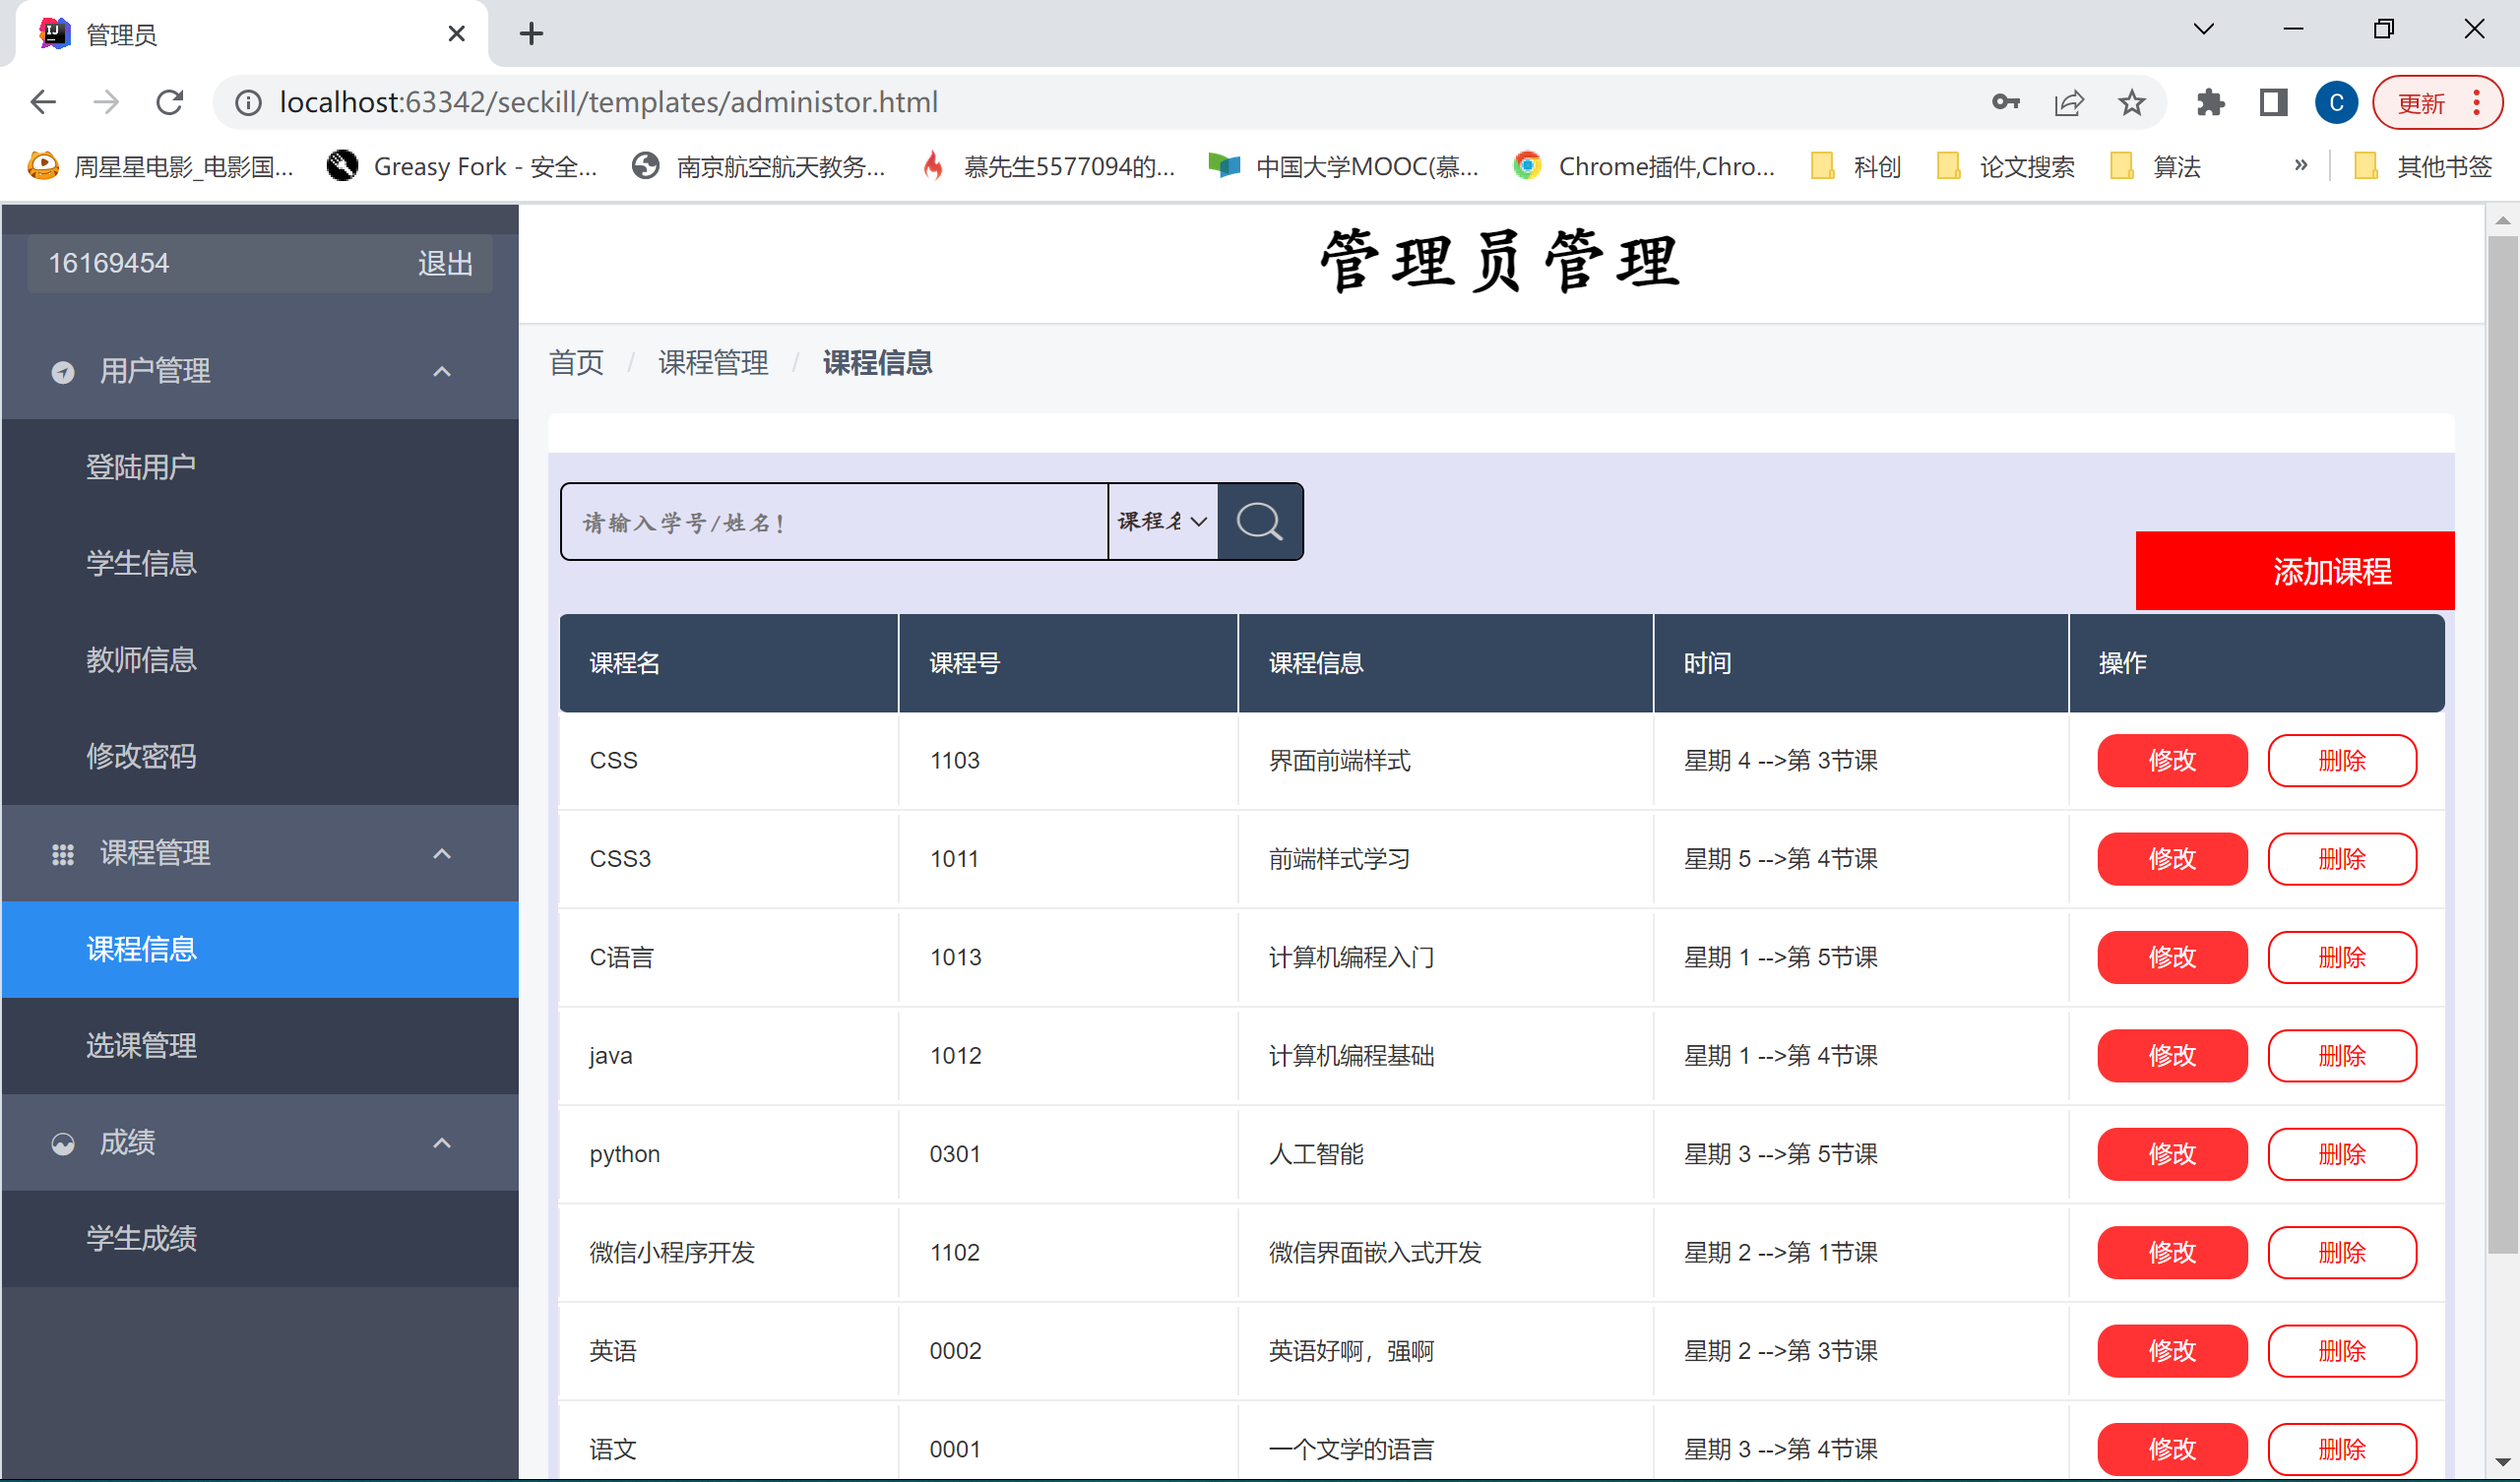 管理员
localhost:63342/seckill/templates/administor.html
C
更新
周星星电影_电影国...
Greasy Fork - 安全...
南京航空航天教务...
慕先生5577094的...
中国大学MOOC(慕...
Chrome插件,Chro...
科创
论文搜索
算法
»
其他书签
16169454 退出
管理员管理
用户管理
登陆用户
学生信息
教师信息
修改密码
课程管理
课程信息
选课管理
成绩
学生成绩
首页 / 课程管理 / 课程信息
请输入学号/姓名! 课程名
添加课程
课程名 课程号 课程信息 时间 操作
CSS 1103 界面前端样式 星期 4 -->第 3节课 修改 删除
CSS3 1011 前端样式学习 星期 5 -->第 4节课 修改 删除
C语言 1013 计算机编程入门 星期 1 -->第 5节课 修改 删除
java 1012 计算机编程基础 星期 1 -->第 4节课 修改 删除
python 0301 人工智能 星期 3 -->第 5节课 修改 删除
微信小程序开发 1102 微信界面嵌入式开发 星期 2 -->第 1节课 修改 删除
英语 0002 英语好啊，强啊 星期 2 -->第 3节课 修改 删除
语文 0001 一个文学的语言 星期 3 -->第 4节课 修改 删除